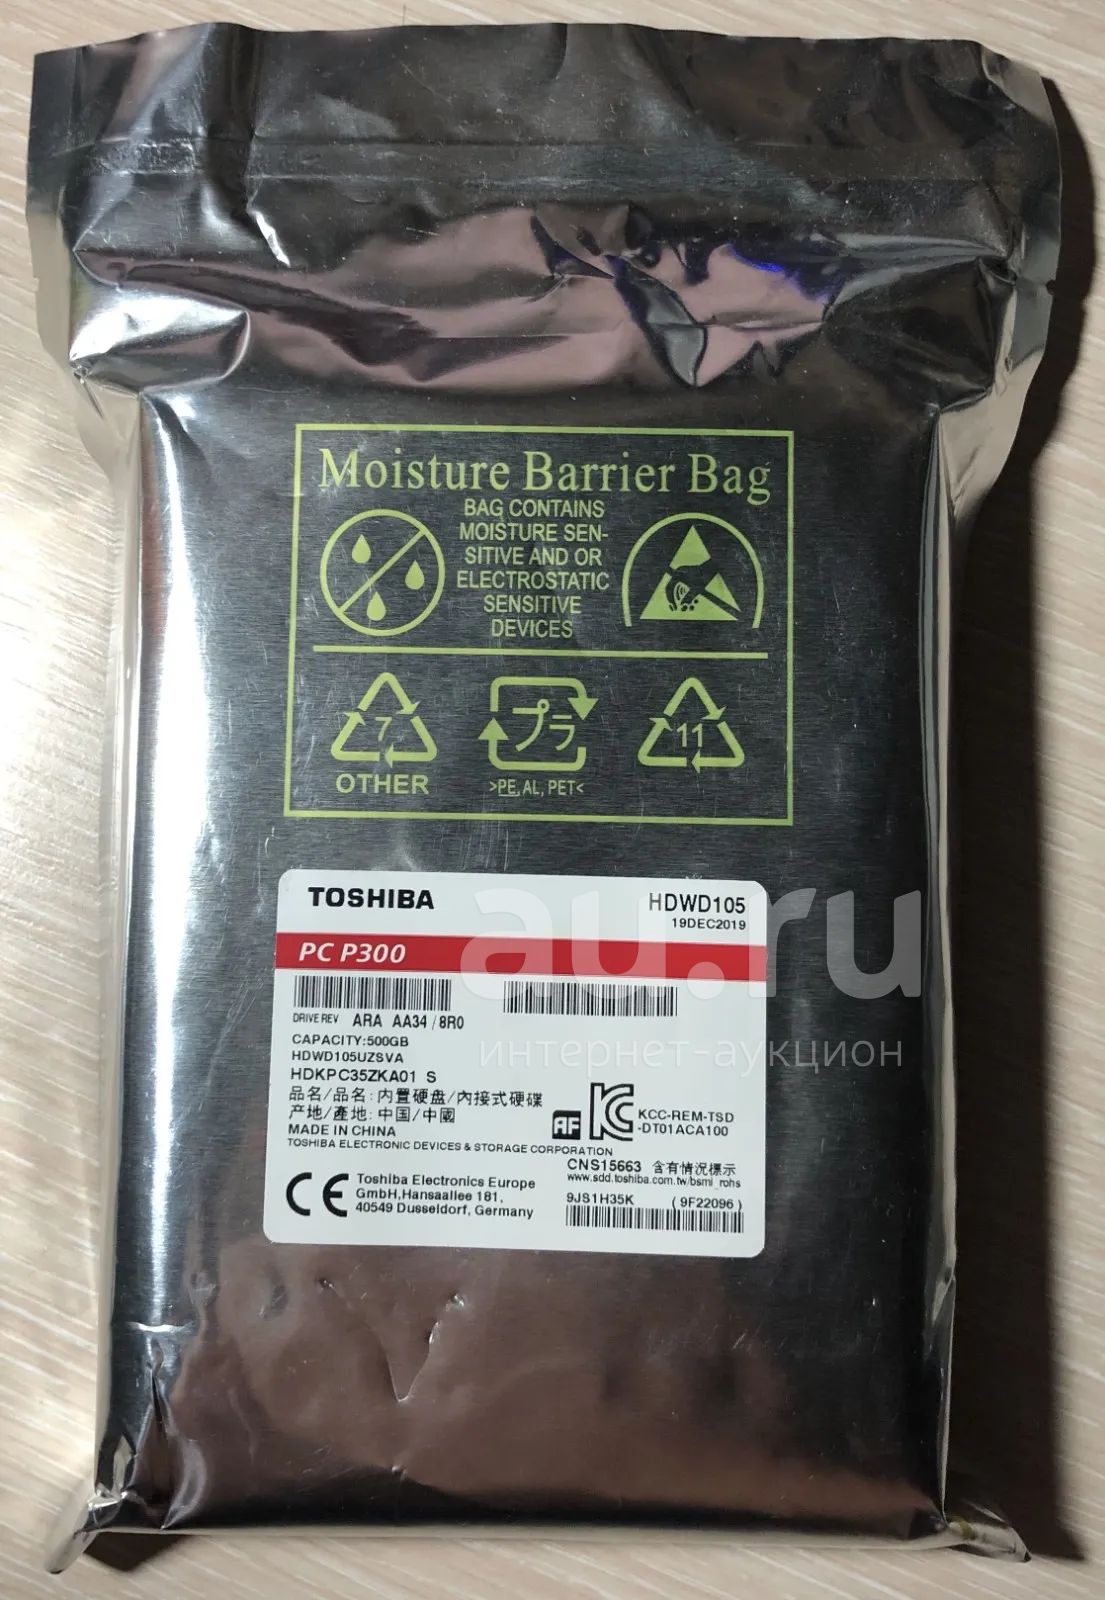 Moisture Barrier Bag
BAG CONTAINS
MOISTURE SEN-
SITIVE AND OR
ELECTROSTATIC
SENSITIVE
DEVICES
7
OTHER
プラ
>PE, AL, PET<
11
TOSHIBA
HDWD105
19DEC2019
PC P300
DRIVE REV ARA AA34 / 8R0
CAPACITY:500GB
HDWD105UZSVA
HDKPC35ZKA01 S
品名/品名: 内置硬盘/內接式硬碟
产地/產地: 中国/中國
MADE IN CHINA
AF
KCC-REM-TSD
-DT01ACA100
TOSHIBA ELECTRONIC DEVICES & STORAGE CORPORATION
CNS15663 含有情況標示
www.sdd.toshiba.com.tw/bsmi_rohs
CE
Toshiba Electronics Europe
GmbH,Hansaallee 181,
40549 Dusseldorf, Germany
9JS1H35K (9F22096)
au.ru
интернет-аукцион